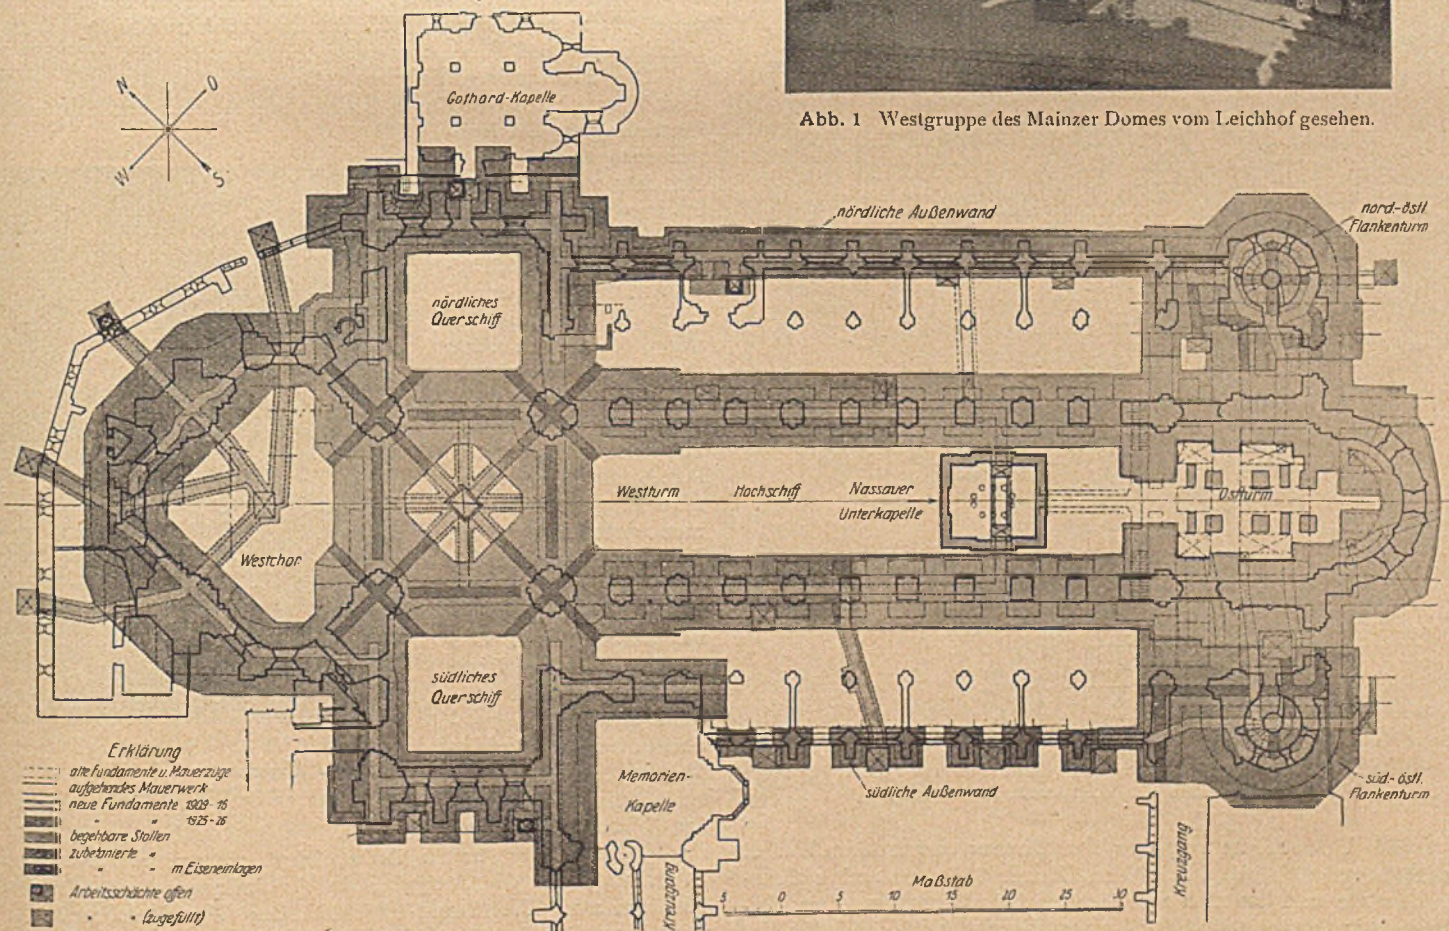 Abb. 1 Westgruppe des Mainzer Domes vom Leichhof gesehen.
N
O
W
S
Gothard-Kapelle
nördliche Außenwand
nord-östl.
Flankenturm
nördliches
Querschiff
Westturm
Hochschiff
Nassauer
Unterkapelle
Ostturm
Westchor
südliches
Querschiff
Memorien-
Kapelle
südliche Außenwand
süd.-östl.
Flankenturm
Kreuzgang
Kreuzgang
Erklärung
alte Fundamente u. Mauerzüge
aufgehendes Mauerwerk
neue Fundamente 1909-16
" " 1925-26
begehbare Stollen
zubetonierte "
" " m Eiseneinlagen
Arbeitsschächte offen
" " (zugefüllt)
Maßstab
5 0 5 10 15 20 25 30